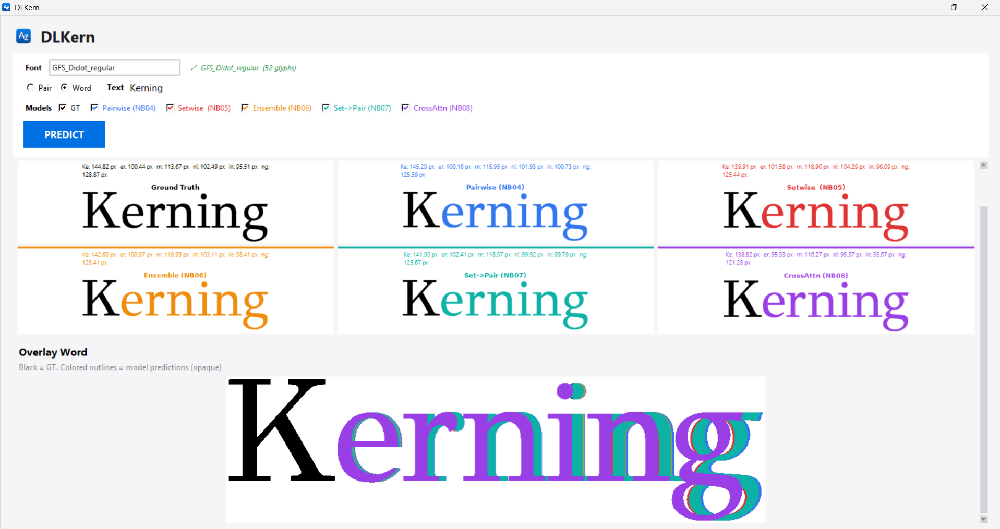 DLKern
DLKern
Font GFS_Didot_regular ✓ GFS_Didot_regular (52 glyphs)
Pair Word Text Kerning
Models GT Pairwise (NB04) Setwise (NB05) Ensemble (NB06) Set->Pair (NB07) CrossAttn (NB08)
PREDICT
Ke: 144.82 px er: 100.44 px rn: 113.67 px ni: 102.49 px in: 95.51 px ng:
128.87 px
Ground Truth
Kerning
Ke: 145.29 px er: 100.16 px rn: 118.95 px ni: 101.93 px in: 100.73 px ng:
125.39 px
Pairwise (NB04)
Kerning
Ke: 139.91 px er: 101.58 px rn: 118.90 px ni: 104.29 px in: 96.09 px ng:
125.44 px
Setwise (NB05)
Kerning
Ke: 142.60 px er: 100.87 px rn: 118.93 px ni: 103.11 px in: 98.41 px ng:
125.41 px
Ensemble (NB06)
Kerning
Ke: 141.90 px er: 102.41 px rn: 118.97 px ni: 99.92 px in: 99.79 px ng:
125.67 px
Set->Pair (NB07)
Kerning
Ke: 138.82 px er: 95.93 px rn: 116.27 px ni: 95.37 px in: 95.67 px ng:
121.28 px
CrossAttn (NB08)
Kerning
Overlay Word
Black = GT. Colored outlines = model predictions (opaque)
Kerning